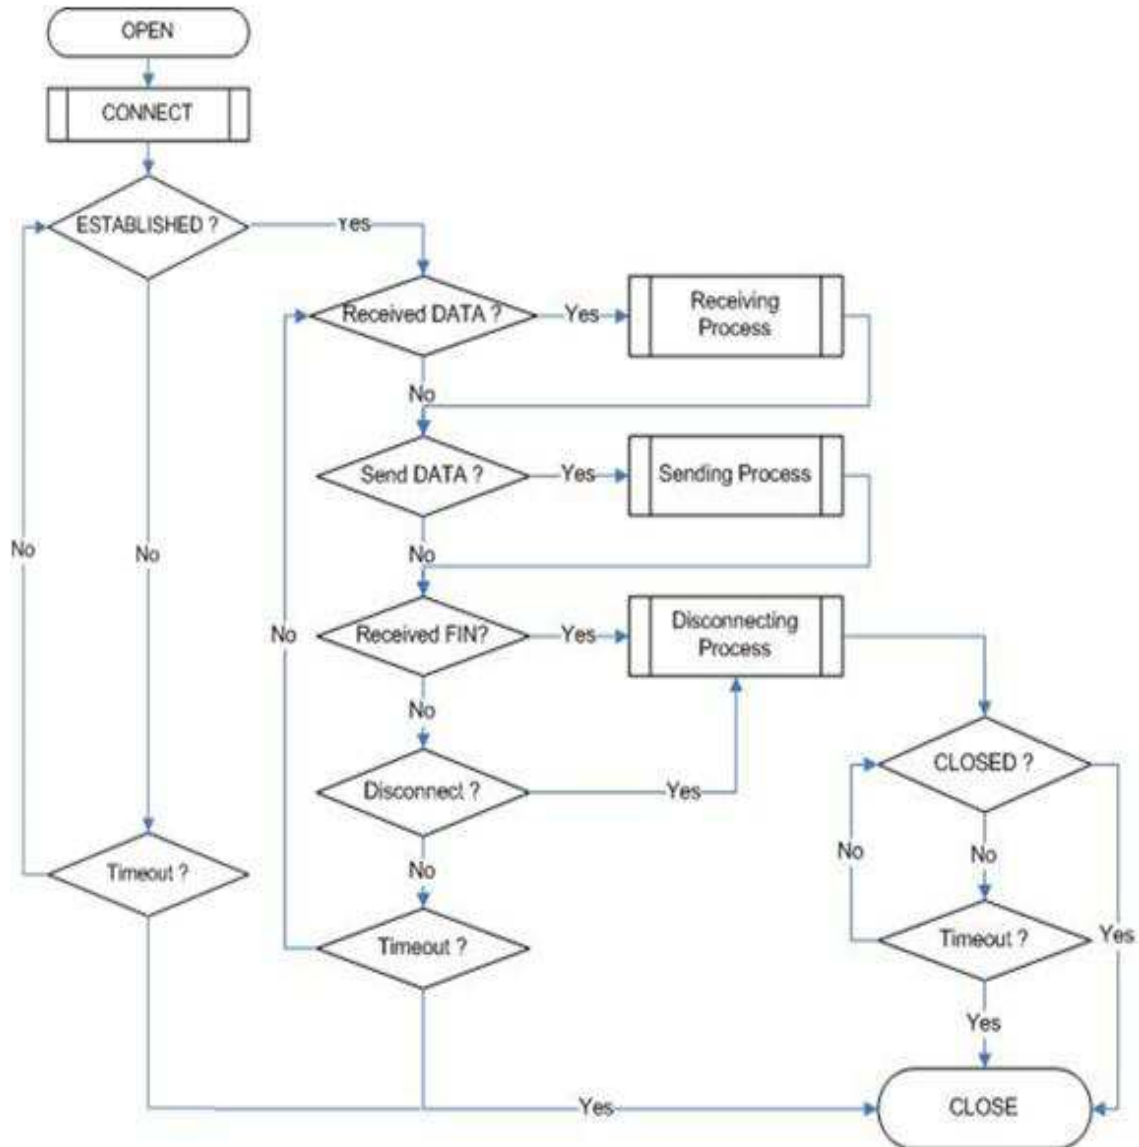 OPEN
CONNECT
ESTABLISHED ?
Yes
Received DATA ?
Yes
Receiving
Process
No
Send DATA ?
Yes
Sending Process
No
No
No
Received FIN?
Yes
Disconnecting
Process
No
No
CLOSED ?
Disconnect ?
Yes
No
No
No
Timeout ?
Timeout ?
Timeout ?
Yes
Yes
Yes
CLOSE